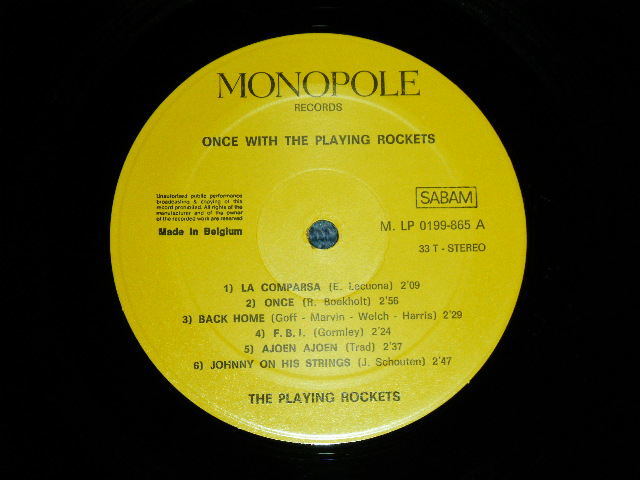 MONOPOLE
RECORDS
ONCE WITH THE PLAYING ROCKETS
Unauthorised public performance
broadcasting & copying of this
record prohibited. All rights of the
manufacturer and of the owner
of the recorded work are reserved
Made in Belgium
SABAM
M. LP 0199-865 A
33 T - STEREO
1) LA COMPARSA (E. Lecuona) 2'09
2) ONCE (R. Boekholt) 2'56
3) BACK HOME (Goff - Marvin - Welch - Harris) 2'29
4) F.B.I. (Gormley) 2'24
5) AJOEN AJOEN (Trad) 2'37
6) JOHNNY ON HIS STRINGS (J. Schouten) 2'47
THE PLAYING ROCKETS